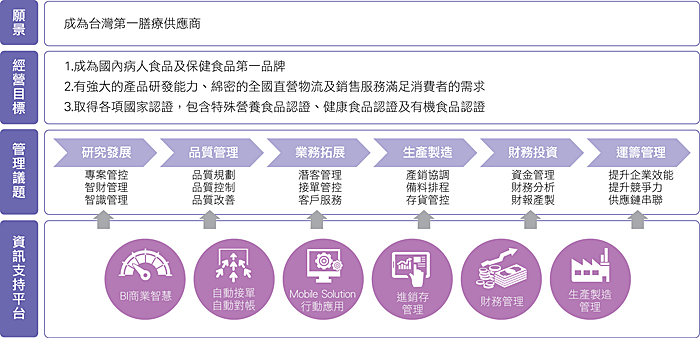 願景
成為台灣第一膳療供應商
經營目標
1.成為國內病人食品及保健食品第一品牌
2.有強大的產品研發能力、綿密的全國直營物流及銷售服務滿足消費者的需求
3.取得各項國家認證，包含特殊營養食品認證、健康食品認證及有機食品認證
管理議題
研究發展
專案管控
智財管理
智識管理
品質管理
品質規劃
品質控制
品質改善
業務拓展
潛客管理
接單管控
客戶服務
生產製造
產銷協調
備料排程
存貨管控
財務投資
資金管理
財務分析
財報產製
運籌管理
提升企業效能
提升競爭力
供應鏈串聯
資訊支持平台
BI商業智慧
自動接單
自動對帳
Mobile Solution
行動應用
進銷存
管理
財務管理
生產製造
管理